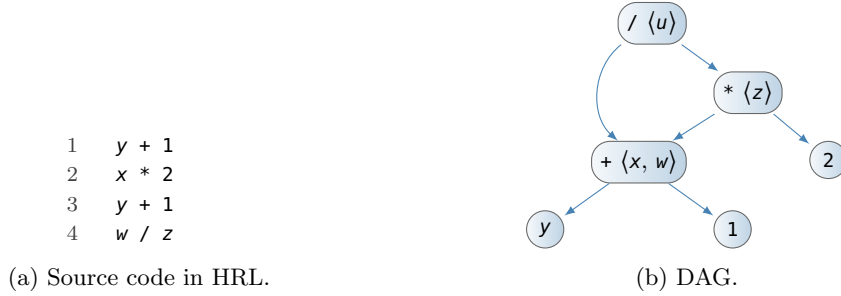 1 y + 1
2 x * 2
3 y + 1
4 w / z
(a) Source code in HRL.
/ ⟨u⟩
* ⟨z⟩
+ ⟨x, w⟩
2
y
1
(b) DAG.